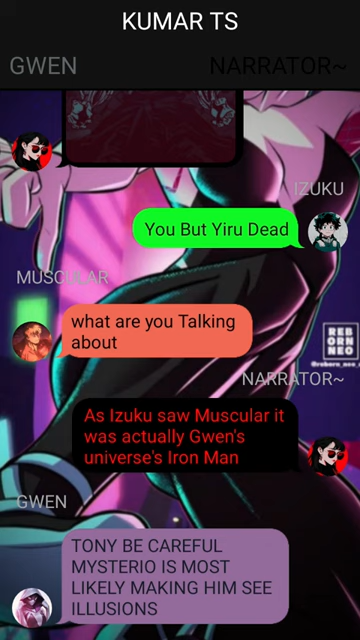 KUMAR TS
GWEN
NARRATOR~
IZUKU
You But Yiru Dead
MUSCULAR
what are you Talking
about
REB
ORN
NEO
NARRATOR~
As Izuku saw Muscular it
was actually Gwen's
universe's Iron Man
GWEN
TONY BE CAREFUL
MYSTERIO IS MOST
LIKELY MAKING HIM SEE
ILLUSIONS